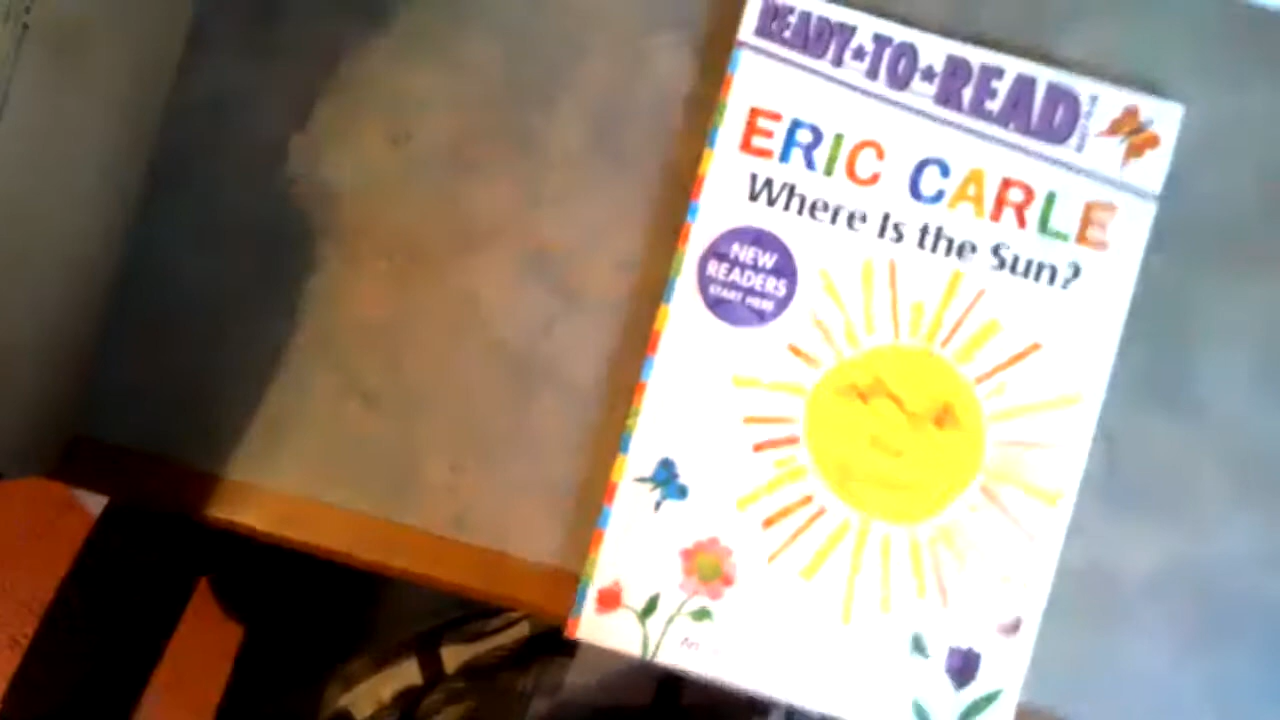 READY★TO★READ
ERIC CARLE
Where Is the Sun?
NEW
READERS
START HERE